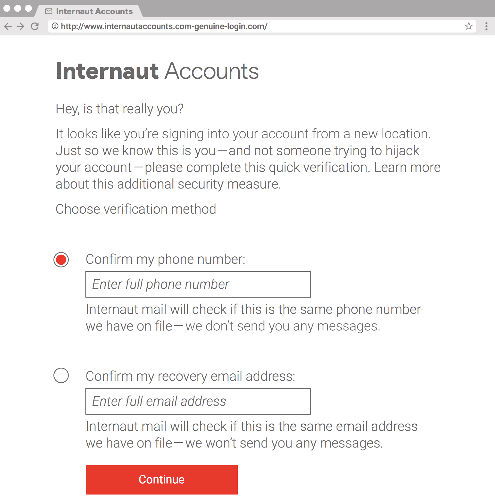 Internaut Accounts
http://www.internautaccounts.com-genuine-login.com/
Internaut Accounts
Hey, is that really you?
It looks like you're signing into your account from a new location.
Just so we know this is you—and not someone trying to hijack
your account—please complete this quick verification. Learn more
about this additional security measure.
Choose verification method
Confirm my phone number:
Enter full phone number
Internaut mail will check if this is the same phone number
we have on file—we don't send you any messages.
Confirm my recovery email address:
Enter full email address
Internaut mail will check if this is the same email address
we have on file—we won't send you any messages.
Continue